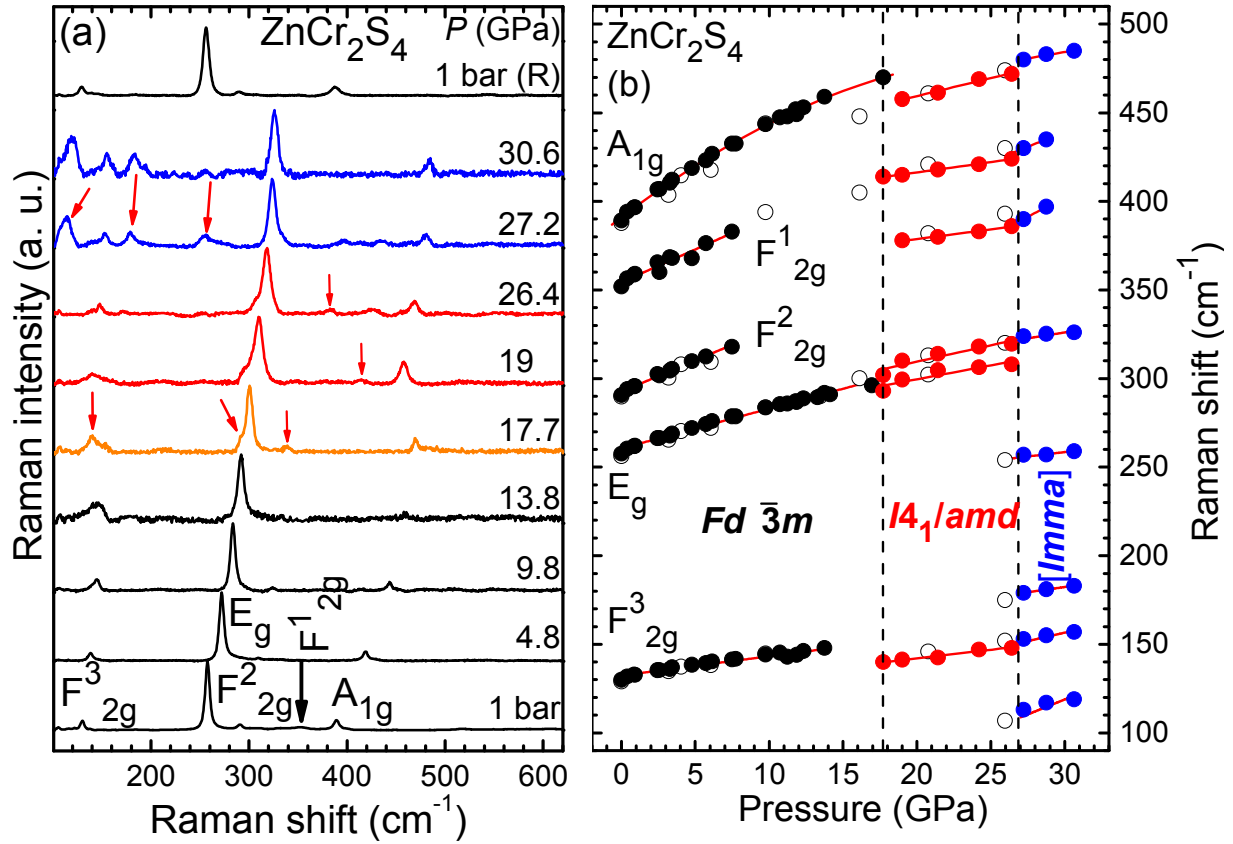 (a) ZnCr2S4 P (GPa)
1 bar (R)
30.6
27.2
26.4
19
17.7
13.8
9.8
4.8
1 bar
Eg
F12g
F32g
F22g
A1g
Raman intensity (a. u.)
200 300 400 500 600
Raman shift (cm-1)
ZnCr2S4
(b)
A1g
F12g
F22g
Eg
F32g
Fd 3̅m
I41/amd
[Imma]
500
450
400
350
300
250
200
150
100
Raman shift (cm-1)
0 5 10 15 20 25 30
Pressure (GPa)